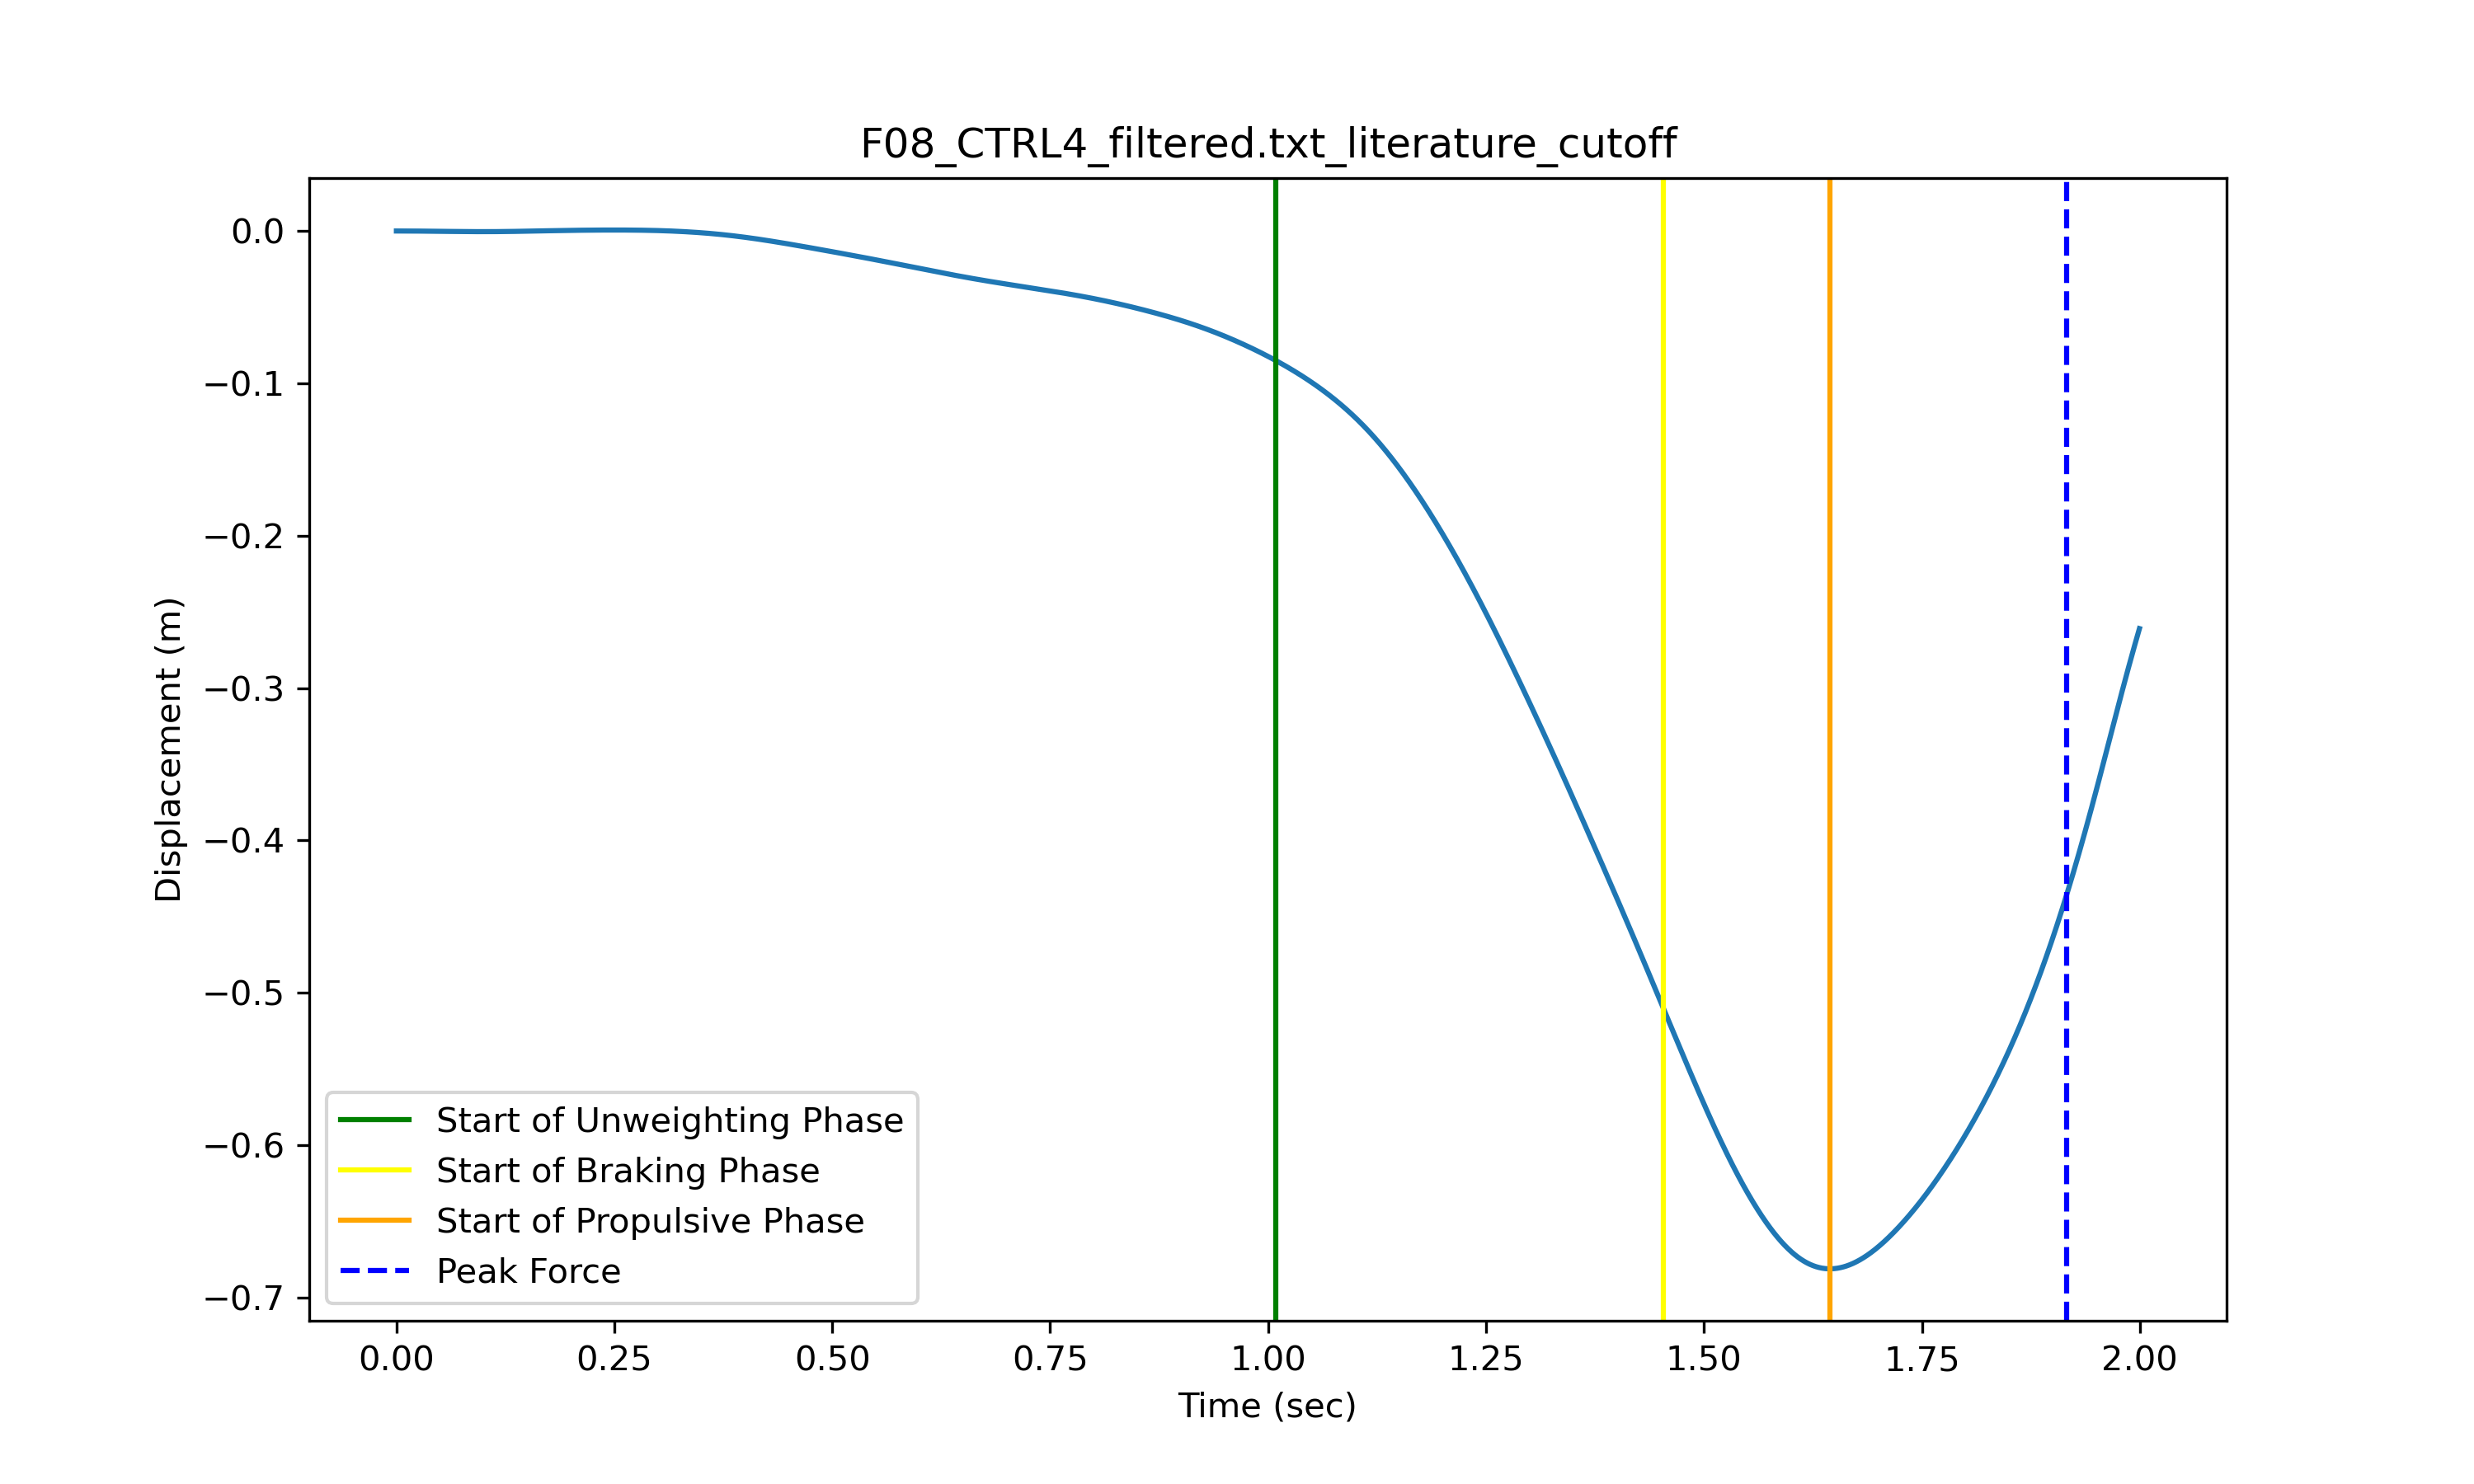 F08_CTRL4_filtered.txt_literature_cutoff
Displacement (m)
0.0
−0.1
−0.2
−0.3
−0.4
−0.5
−0.6
−0.7
Start of Unweighting Phase
Start of Braking Phase
Start of Propulsive Phase
Peak Force
0.00 0.25 0.50 0.75 1.00 1.25 1.50 1.75 2.00
Time (sec)